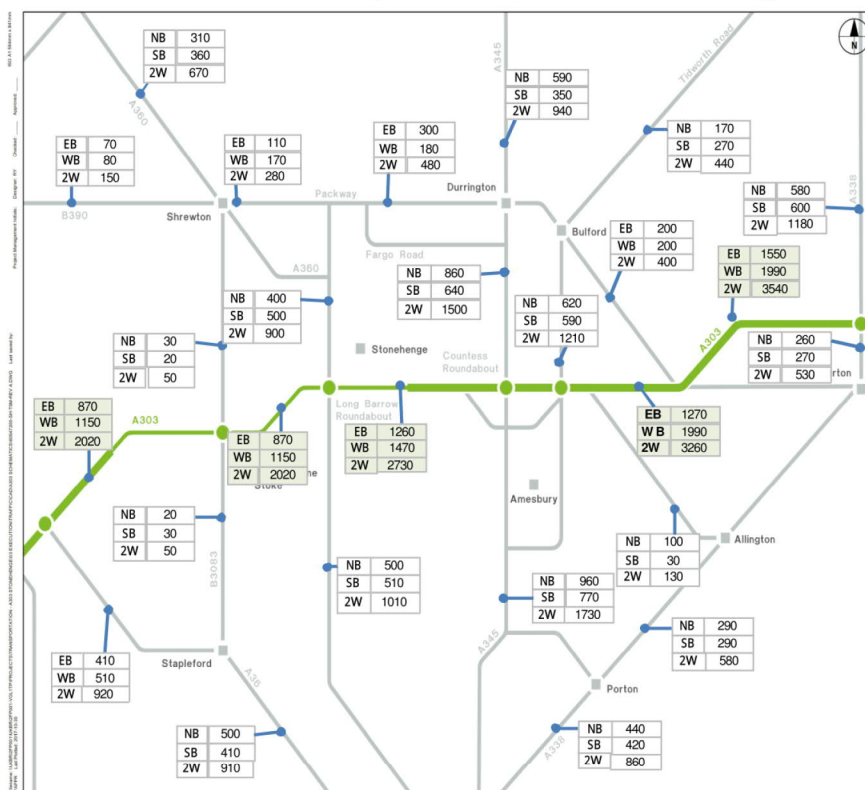 NB 310
SB 360
2W 670
A360
A345
Tidworth Road
N
NB 590
SB 350
2W 940
EB 70
WB 80
2W 150
EB 110
WB 170
2W 280
EB 300
WB 180
2W 480
NB 170
SB 270
2W 440
A338
NB 580
SB 600
2W 1180
B390
Shrewton
Packway
Durrington
Bulford
Fargo Road
A360
EB 200
WB 200
2W 400
EB 1550
WB 1990
2W 3540
NB 400
SB 500
2W 900
NB 860
SB 640
2W 1500
NB 620
SB 590
2W 1210
NB 30
SB 20
2W 50
Stonehenge
Countess
Roundabout
A303
NB 260
SB 270
2W 530
rton
EB 870
WB 1150
2W 2020
A303
EB 870
WB 1150
2W 2020
ne
Stoke
Long Barrow
Roundabout
EB 1260
WB 1470
2W 2730
EB 1270
WB 1990
2W 3260
Amesbury
NB 20
SB 30
2W 50
B3083
NB 100
SB 30
2W 130
Allington
NB 500
SB 510
2W 1010
NB 960
SB 770
2W 1730
A345
NB 290
SB 290
2W 580
EB 410
WB 510
2W 920
Stapleford
A36
Porton
NB 500
SB 410
2W 910
A338
NB 440
SB 420
2W 860